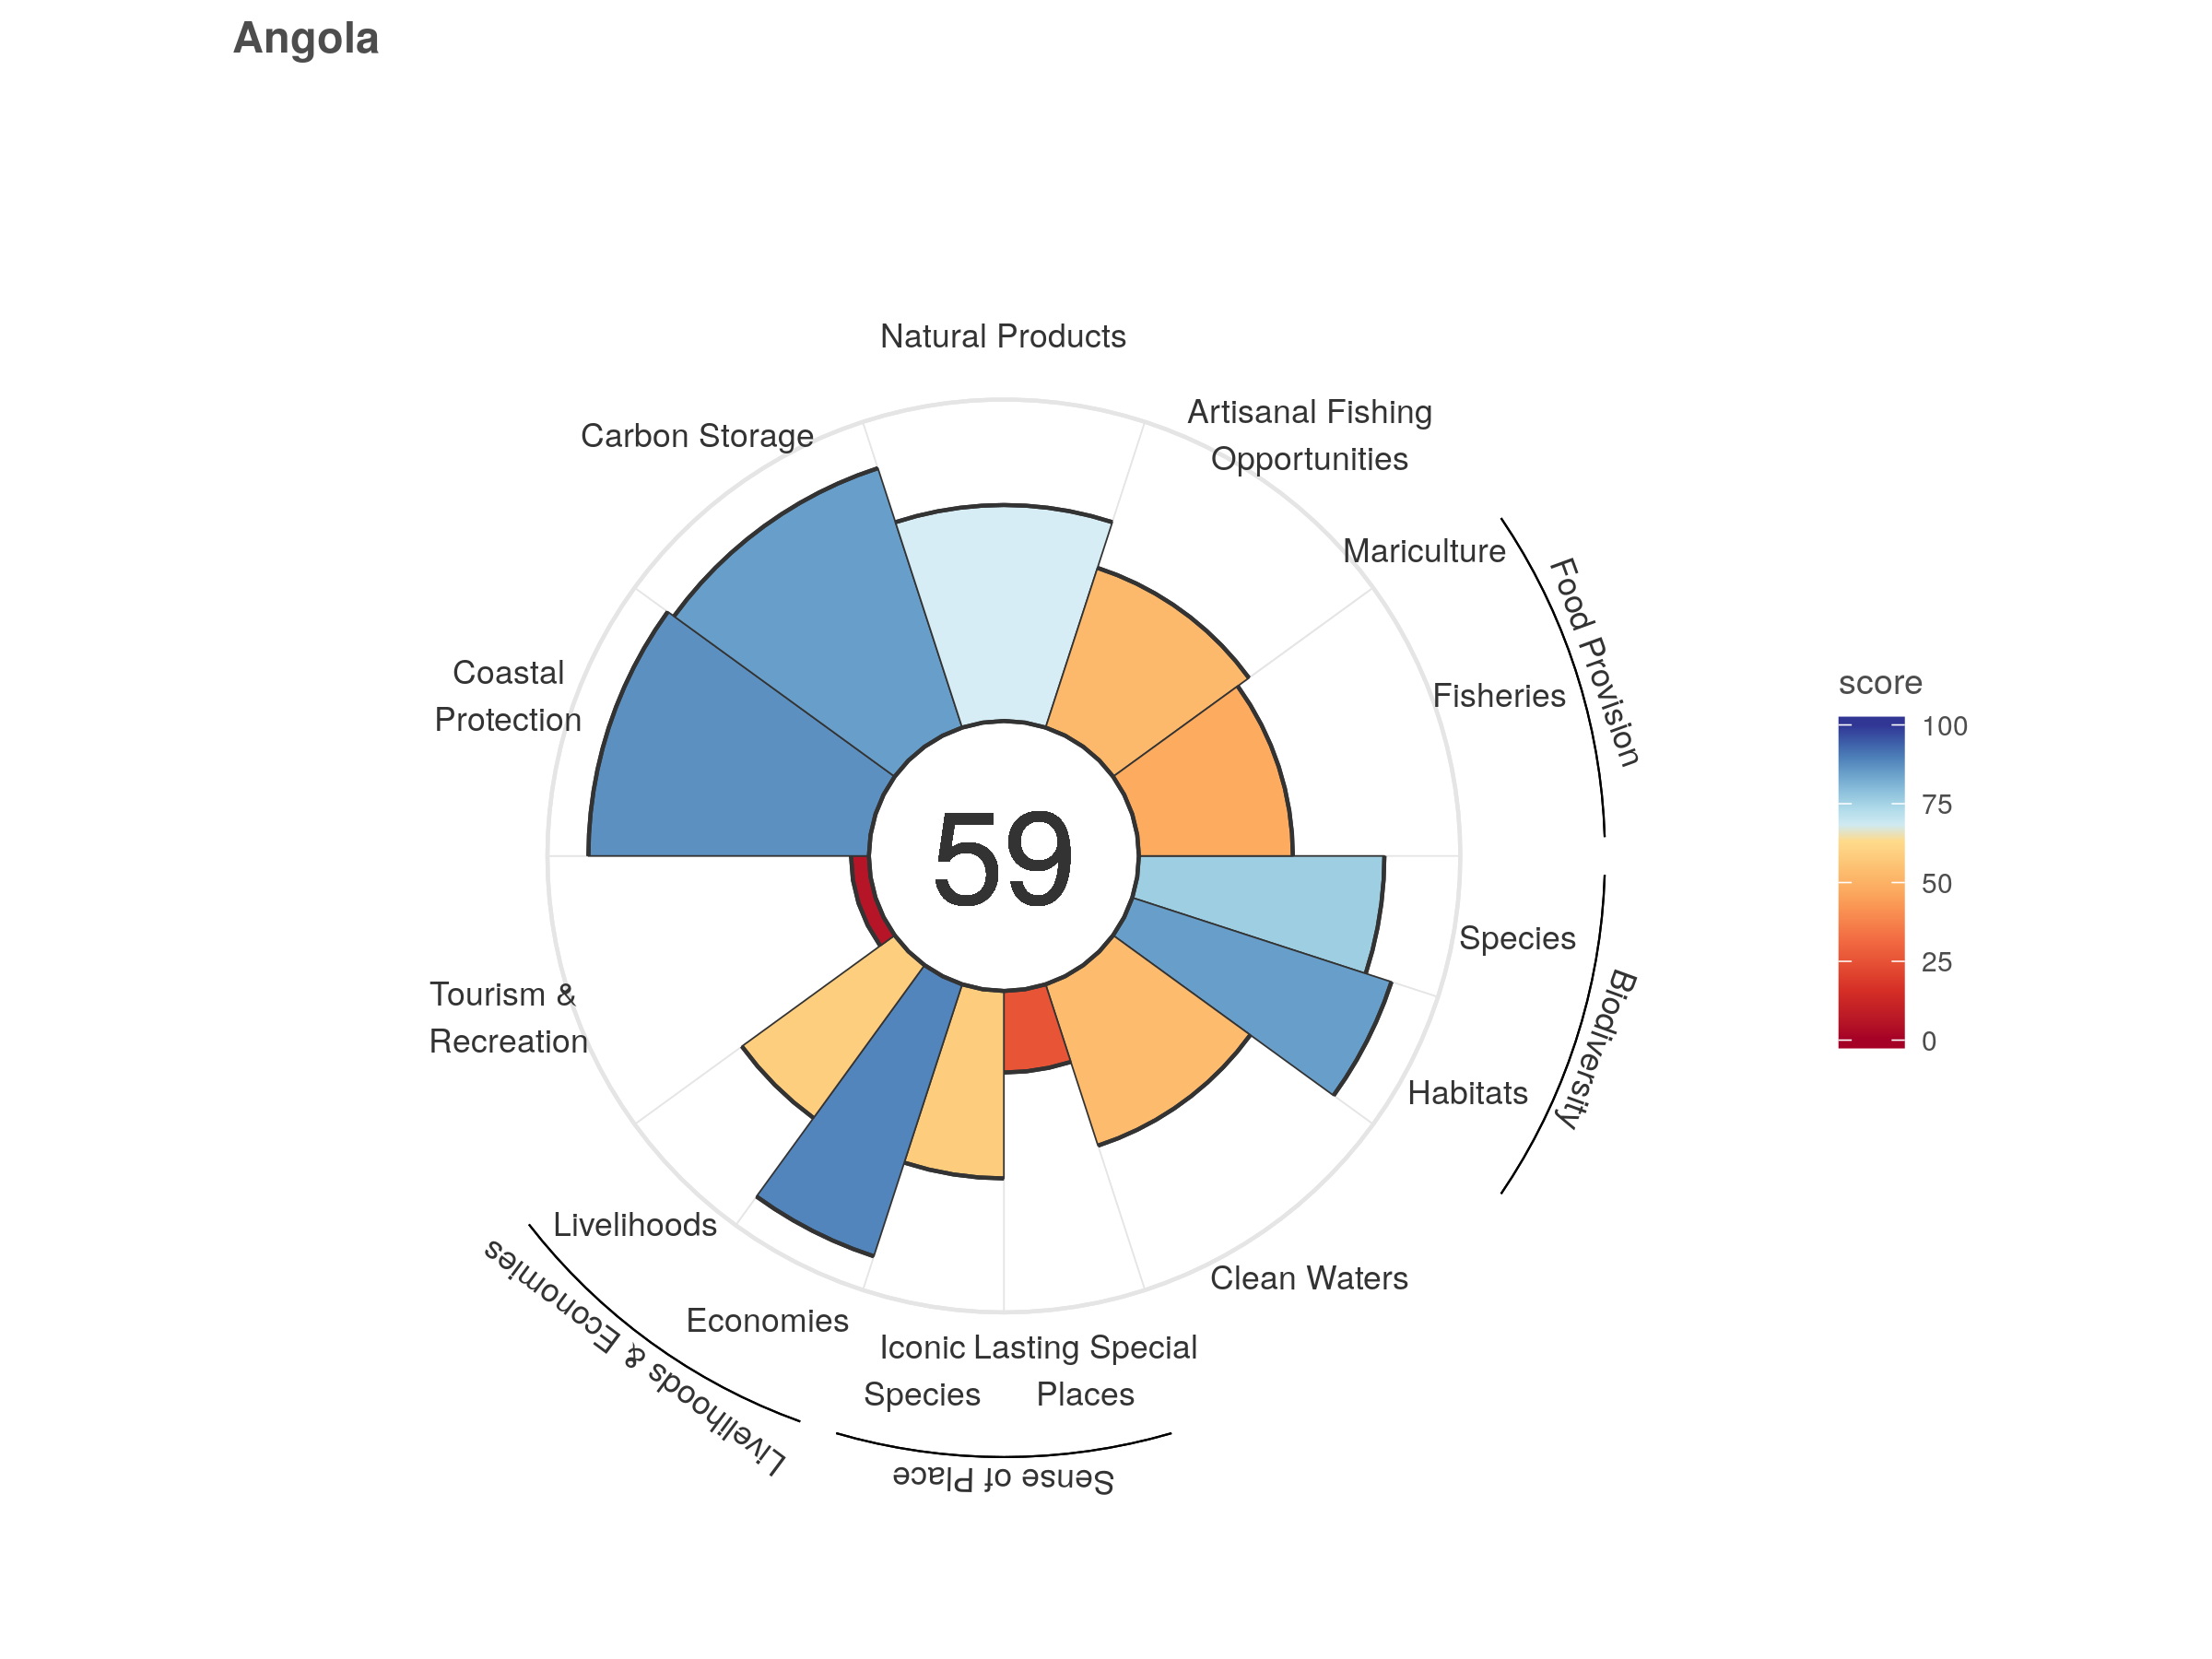 Angola
Natural Products
Artisanal Fishing
Opportunities
Carbon Storage
Mariculture
Food Provision
Coastal
Protection
Fisheries
59
Species
Biodiversity
Tourism &
Recreation
Habitats
Livelihoods
Clean Waters
Livelihoods & Economies
Economies
Iconic
Species
Lasting Special
Places
Sense of Place
score
100
75
50
25
0